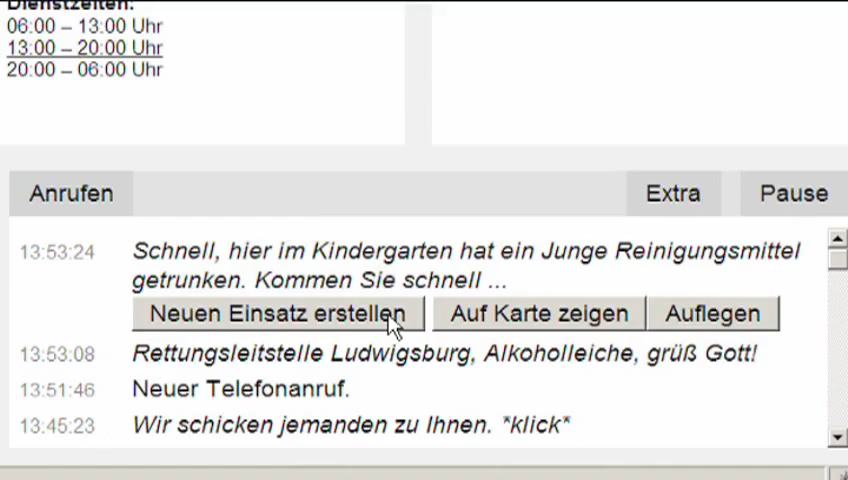 Dienstzeiten:
06:00 – 13:00 Uhr
13:00 – 20:00 Uhr
20:00 – 06:00 Uhr
Anrufen
Extra
Pause
13:53:24 Schnell, hier im Kindergarten hat ein Junge Reinigungsmittel
getrunken. Kommen Sie schnell ...
Neuen Einsatz erstellen
Auf Karte zeigen
Auflegen
13:53:08 Rettungsleitstelle Ludwigsburg, Alkoholleiche, grüß Gott!
13:51:46 Neuer Telefonanruf.
13:45:23 Wir schicken jemanden zu Ihnen. *klick*